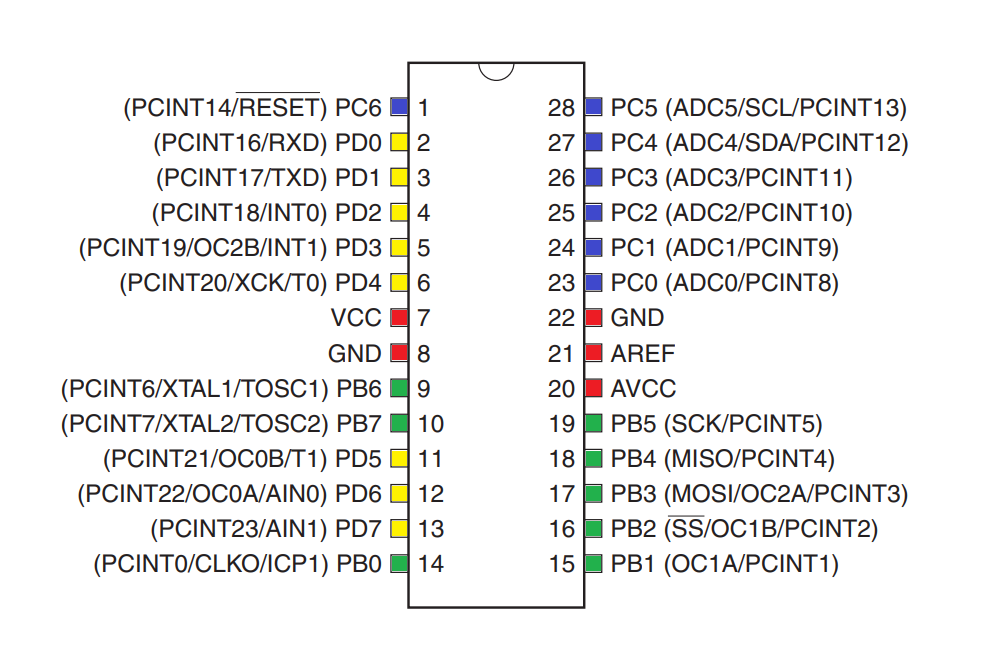 (PCINT14/RESET) PC6 1 28 PC5 (ADC5/SCL/PCINT13)
(PCINT16/RXD) PD0 2 27 PC4 (ADC4/SDA/PCINT12)
(PCINT17/TXD) PD1 3 26 PC3 (ADC3/PCINT11)
(PCINT18/INT0) PD2 4 25 PC2 (ADC2/PCINT10)
(PCINT19/OC2B/INT1) PD3 5 24 PC1 (ADC1/PCINT9)
(PCINT20/XCK/T0) PD4 6 23 PC0 (ADC0/PCINT8)
VCC 7 22 GND
GND 8 21 AREF
(PCINT6/XTAL1/TOSC1) PB6 9 20 AVCC
(PCINT7/XTAL2/TOSC2) PB7 10 19 PB5 (SCK/PCINT5)
(PCINT21/OC0B/T1) PD5 11 18 PB4 (MISO/PCINT4)
(PCINT22/OC0A/AIN0) PD6 12 17 PB3 (MOSI/OC2A/PCINT3)
(PCINT23/AIN1) PD7 13 16 PB2 (SS/OC1B/PCINT2)
(PCINT0/CLKO/ICP1) PB0 14 15 PB1 (OC1A/PCINT1)